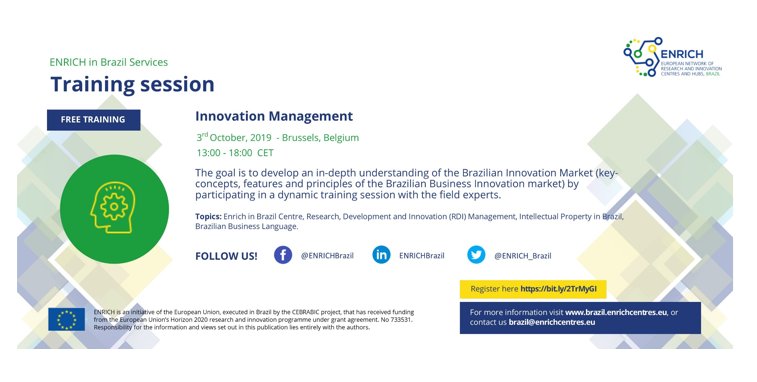 ENRICH in Brazil Services
Training session
ENRICH
EUROPEAN NETWORK OF
RESEARCH AND INNOVATION
CENTRES AND HUBS, BRAZIL
FREE TRAINING
Innovation Management
3rd October, 2019 - Brussels, Belgium
13:00 - 18:00 CET
The goal is to develop an in-depth understanding of the Brazilian Innovation Market (key-
concepts, features and principles of the Brazilian Business Innovation market) by
participating in a dynamic training session with the field experts.
Topics: Enrich in Brazil Centre, Research, Development and Innovation (RDI) Management, Intellectual Property in Brazil,
Brazilian Business Language.
FOLLOW US! f @ENRICHBrazil in ENRICHBrazil @ENRICH_Brazil
Register here https://bit.ly/2TrMyGI
ENRICH is an initiative of the European Union, executed in Brazil by the CEBRABIC project, that has received funding
from the European Union's Horizon 2020 research and innovation programme under grant agreement. No 733531.
Responsibility for the information and views set out in this publication lies entirely with the authors.
For more information visit www.brazil.enrichcentres.eu, or
contact us brazil@enrichcentres.eu